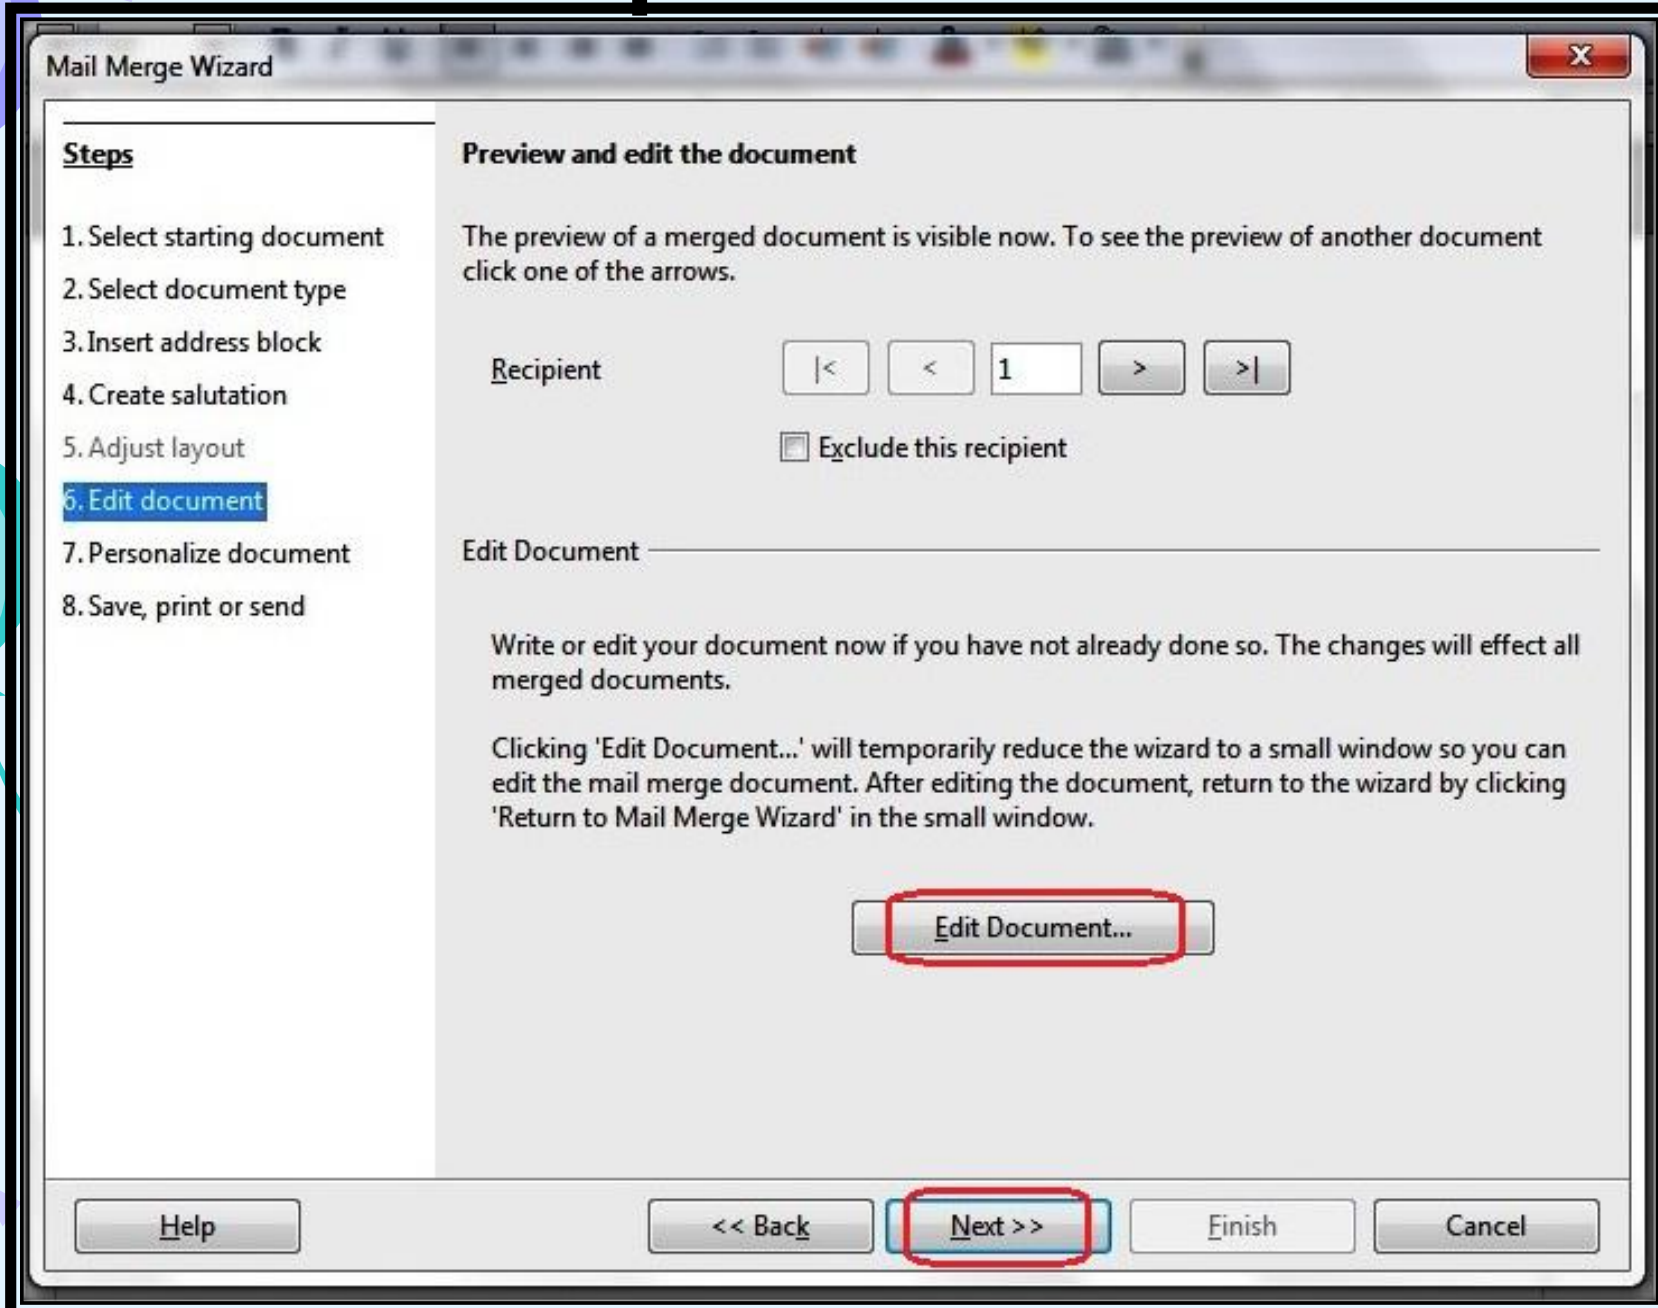 Mail Merge Wizard
X
Steps
1. Select starting document
2. Select document type
3. Insert address block
4. Create salutation
5. Adjust layout
6. Edit document
7. Personalize document
8. Save, print or send
Preview and edit the document
The preview of a merged document is visible now. To see the preview of another document
click one of the arrows.
Recipient |< < 1 > >|
Exclude this recipient
Edit Document
Write or edit your document now if you have not already done so. The changes will effect all
merged documents.
Clicking 'Edit Document...' will temporarily reduce the wizard to a small window so you can
edit the mail merge document. After editing the document, return to the wizard by clicking
'Return to Mail Merge Wizard' in the small window.
Edit Document...
Help << Back Next >> Finish Cancel